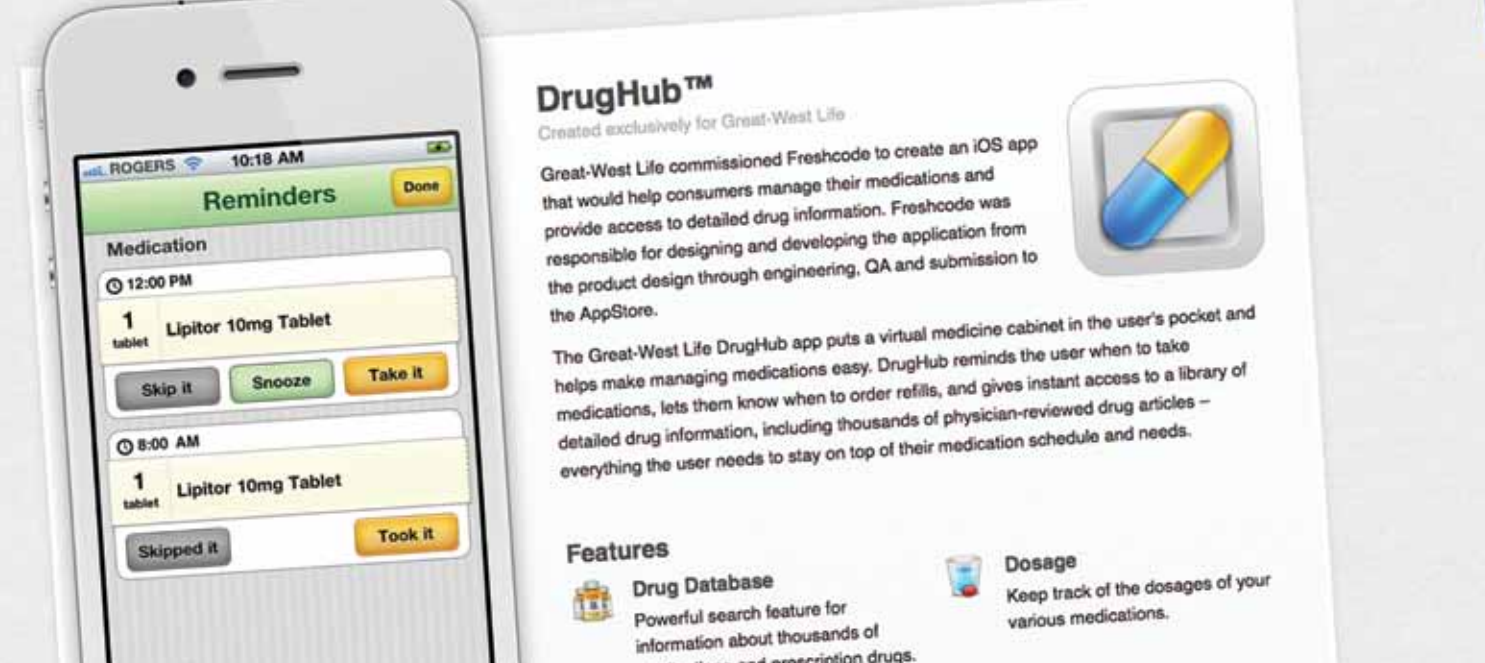 ROGERS 10:18 AM
Reminders Done
Medication
12:00 PM
1 tablet Lipitor 10mg Tablet
Skip it Snooze Take it
8:00 AM
1 tablet Lipitor 10mg Tablet
Skipped it Took it
DrugHub™
Created exclusively for Great-West Life
Great-West Life commissioned Freshcode to create an iOS app
that would help consumers manage their medications and
provide access to detailed drug information. Freshcode was
responsible for designing and developing the application from
the product design through engineering, QA and submission to
the AppStore.
The Great-West Life DrugHub app puts a virtual medicine cabinet in the user's pocket and
helps make managing medications easy. DrugHub reminds the user when to take
medications, lets them know when to order refills, and gives instant access to a library of
detailed drug information, including thousands of physician-reviewed drug articles –
everything the user needs to stay on top of their medication schedule and needs.
Features
Drug Database
Powerful search feature for
information about thousands of
prescription drugs.
Dosage
Keep track of the dosages of your
various medications.